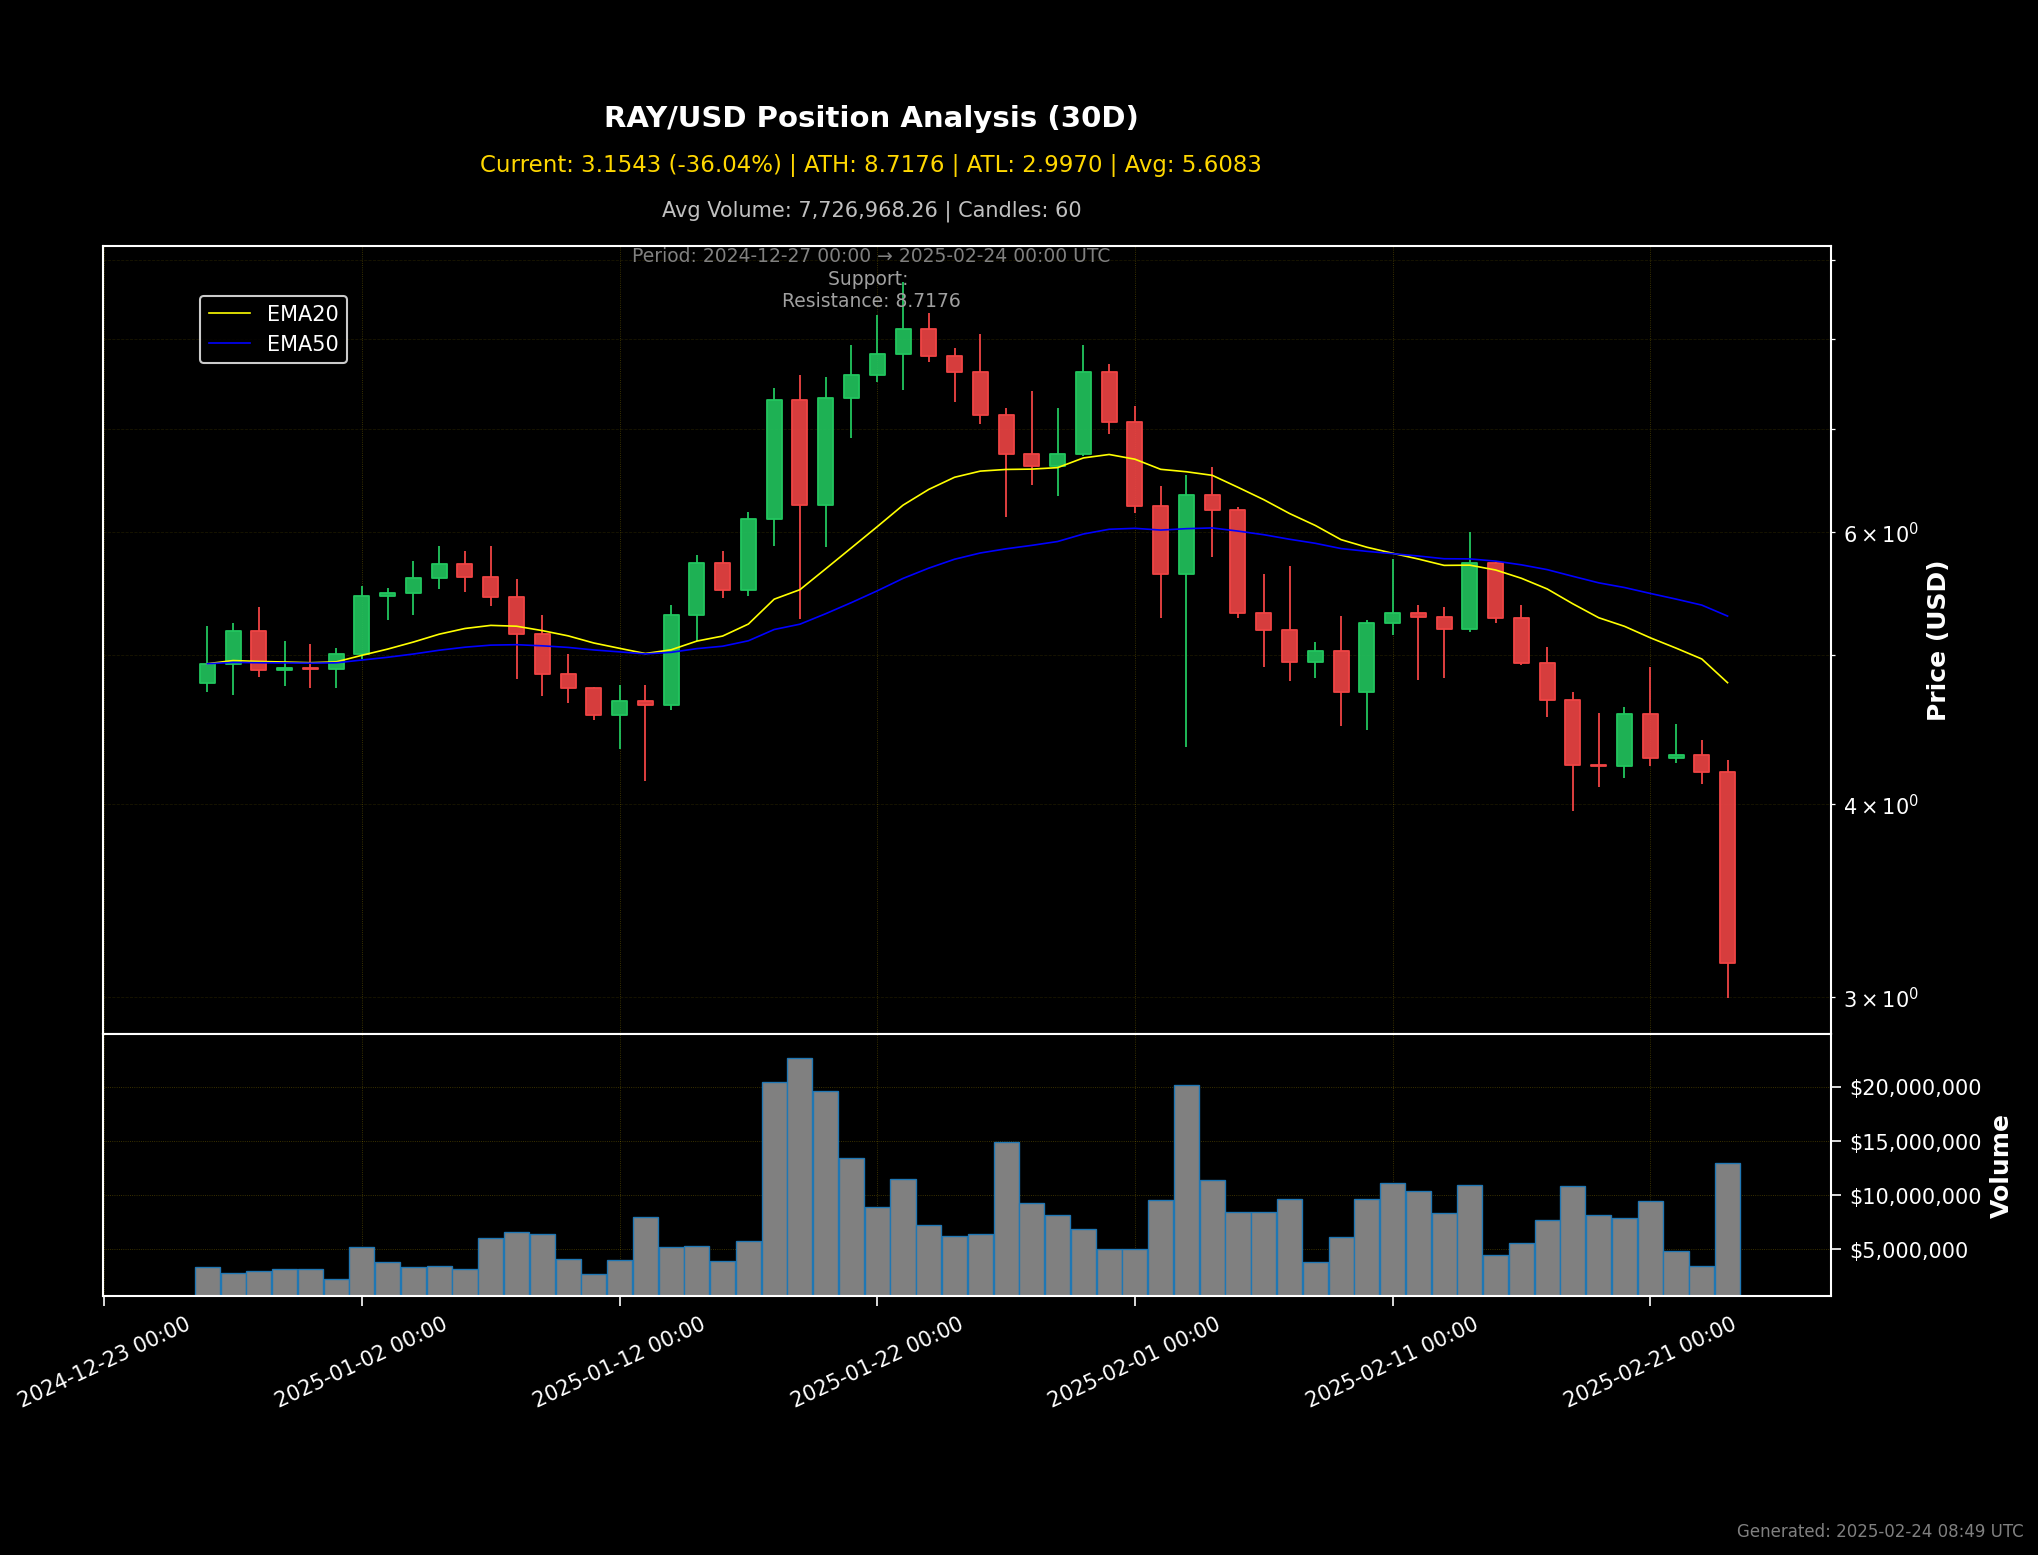 RAY/USD Position Analysis (30D)
Current: 3.1543 (-36.04%) | ATH: 8.7176 | ATL: 2.9970 | Avg: 5.6083
Avg Volume: 7,726,968.26 | Candles: 60
Period: 2024-12-27 00:00 → 2025-02-24 00:00 UTC
Support:
Resistance: 8.7176
EMA20
EMA50
6 × 10⁰
4 × 10⁰
3 × 10⁰
Price (USD)
$20,000,000
$15,000,000
$10,000,000
$5,000,000
Volume
2024-12-23 00:00
2025-01-02 00:00
2025-01-12 00:00
2025-01-22 00:00
2025-02-01 00:00
2025-02-11 00:00
2025-02-21 00:00
Generated: 2025-02-24 08:49 UTC